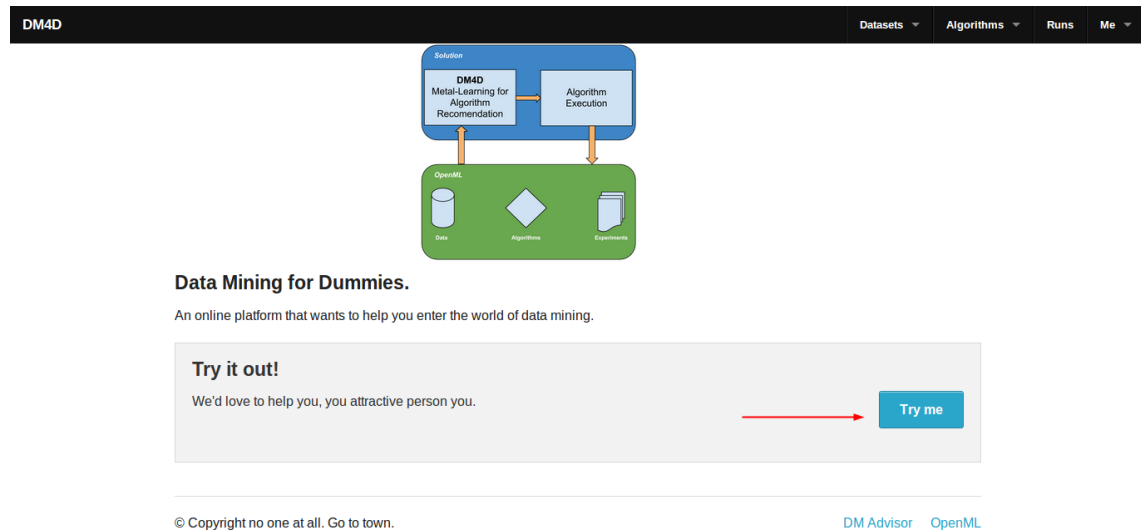 DM4D
Datasets
Algorithms
Runs
Me
Solution
DM4D
Metal-Learning for
Algorithm
Recomendation
Algorithm
Execution
OpenML
Data
Algorithms
Experiments
Data Mining for Dummies.
An online platform that wants to help you enter the world of data mining.
Try it out!
We'd love to help you, you attractive person you.
Try me
© Copyright no one at all. Go to town.
DM Advisor
OpenML